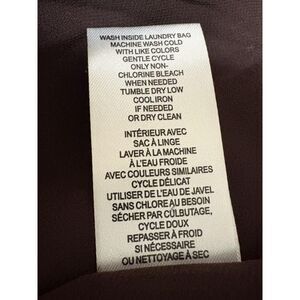 WASH INSIDE LAUNDRY BAG
MACHINE WASH COLD
WITH LIKE COLORS
GENTLE CYCLE
ONLY NON-
CHLORINE BLEACH
WHEN NEEDED
TUMBLE DRY LOW
COOL IRON
IF NEEDED
OR DRY CLEAN
INTÉRIEUR AVEC
SAC À LINGE
LAVER À LA MACHINE
À L'EAU FROIDE
AVEC COULEURS SIMILAIRES
CYCLE DÉLICAT
UTILISER DE L'EAU DE JAVEL
SANS CHLORE AU BESOIN
SÉCHER PAR CULBUTAGE,
CYCLE DOUX
REPASSER À FROID
SI NÉCESSAIRE
OU NETTOYAGE À SEC